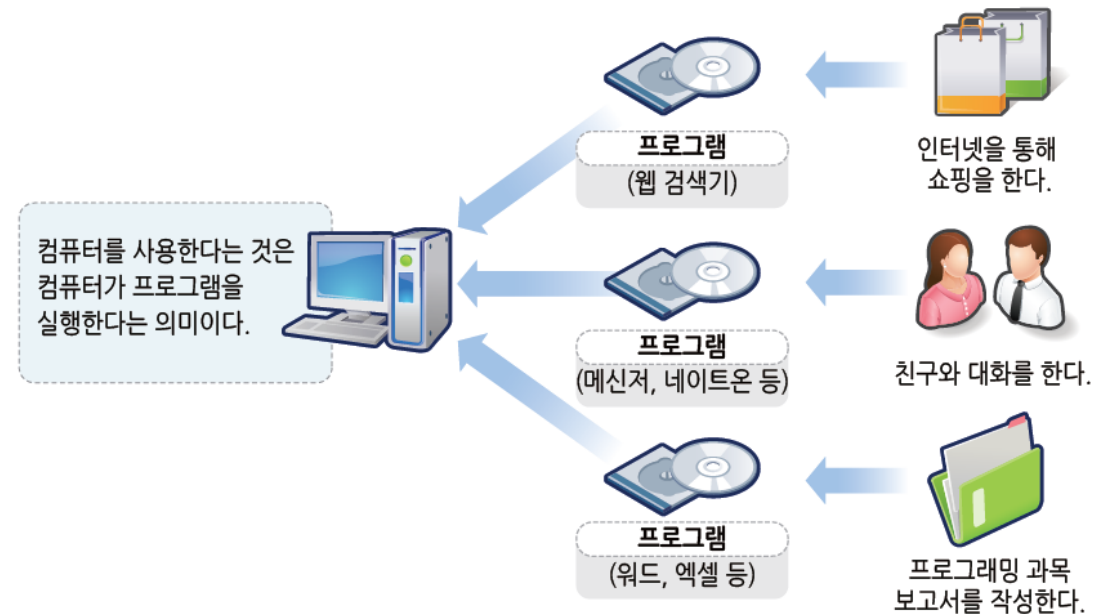 컴퓨터를 사용한다는 것은
컴퓨터가 프로그램을
실행한다는 의미이다.
프로그램
(웹 검색기)
인터넷을 통해
쇼핑을 한다.
프로그램
(메신저, 네이트온 등)
친구와 대화를 한다.
프로그램
(워드, 엑셀 등)
프로그래밍 과목
보고서를 작성한다.